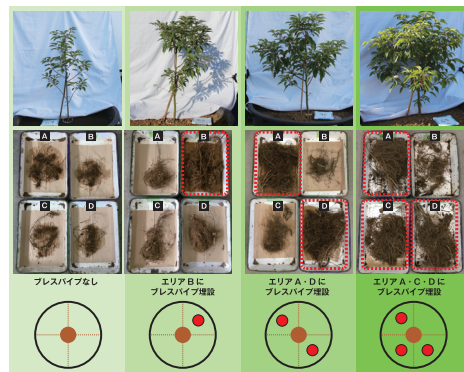 A B A B A B A B
C D C D C D C D
ブレスパイプなし
エリアBに
ブレスパイプ埋設
エリアA・Dに
ブレスパイプ埋設
エリアA・C・Dに
ブレスパイプ埋設